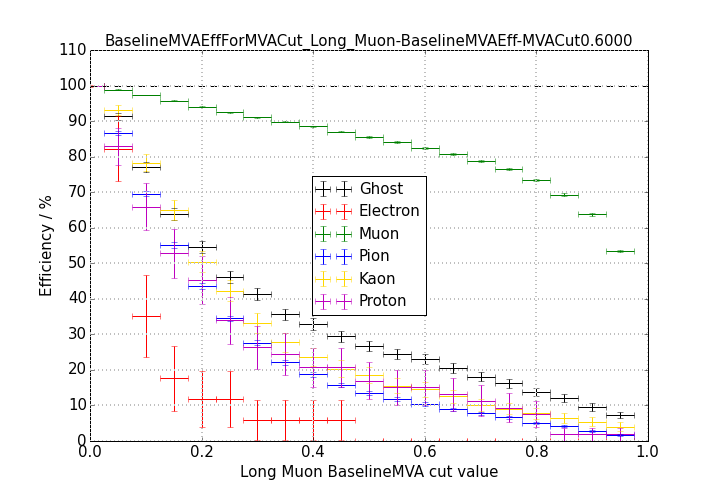 BaselineMVAEffForMVACut_Long_Muon-BaselineMVAEff-MVACut0.6000
110
100
90
80
70
60
50
40
30
20
10
0
Efficiency / %
Ghost
Electron
Muon
Pion
Kaon
Proton
0.0 0.2 0.4 0.6 0.8 1.0
Long Muon BaselineMVA cut value